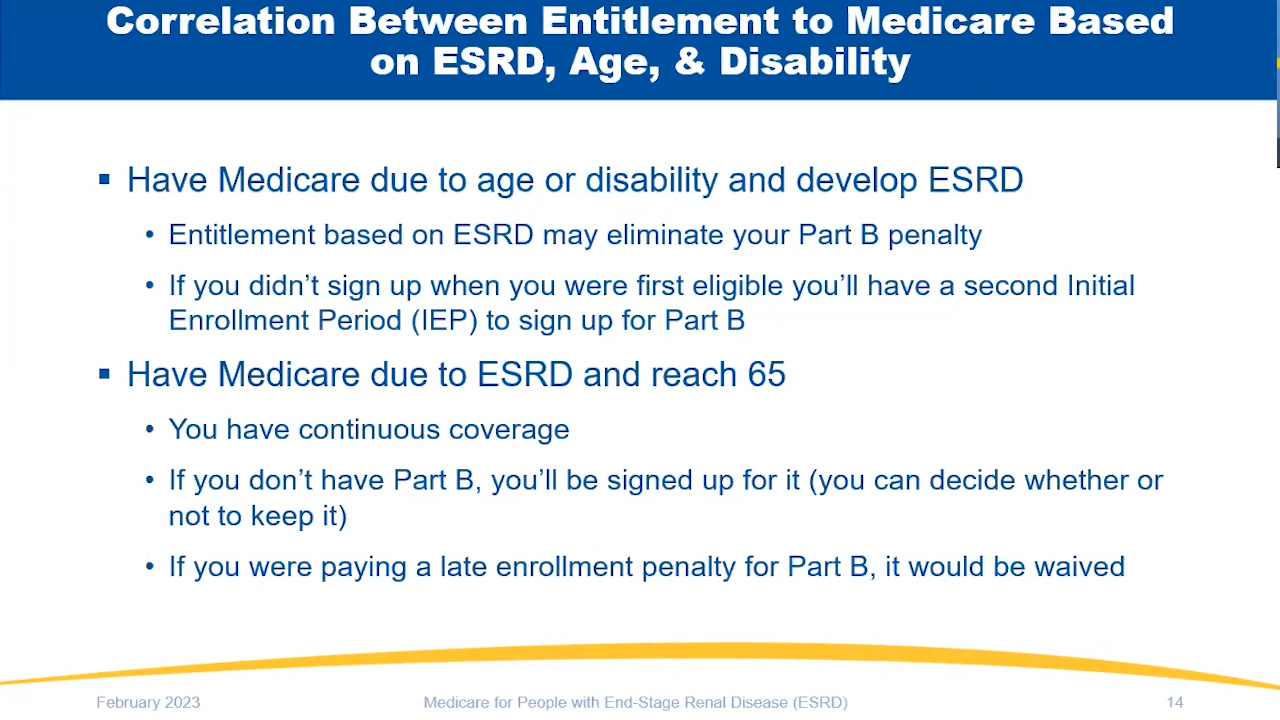 Correlation Between Entitlement to Medicare Based
on ESRD, Age, & Disability
▪ Have Medicare due to age or disability and develop ESRD
• Entitlement based on ESRD may eliminate your Part B penalty
• If you didn’t sign up when you were first eligible you’ll have a second Initial
Enrollment Period (IEP) to sign up for Part B
▪ Have Medicare due to ESRD and reach 65
• You have continuous coverage
• If you don’t have Part B, you’ll be signed up for it (you can decide whether or
not to keep it)
• If you were paying a late enrollment penalty for Part B, it would be waived
February 2023
Medicare for People with End-Stage Renal Disease (ESRD)
14